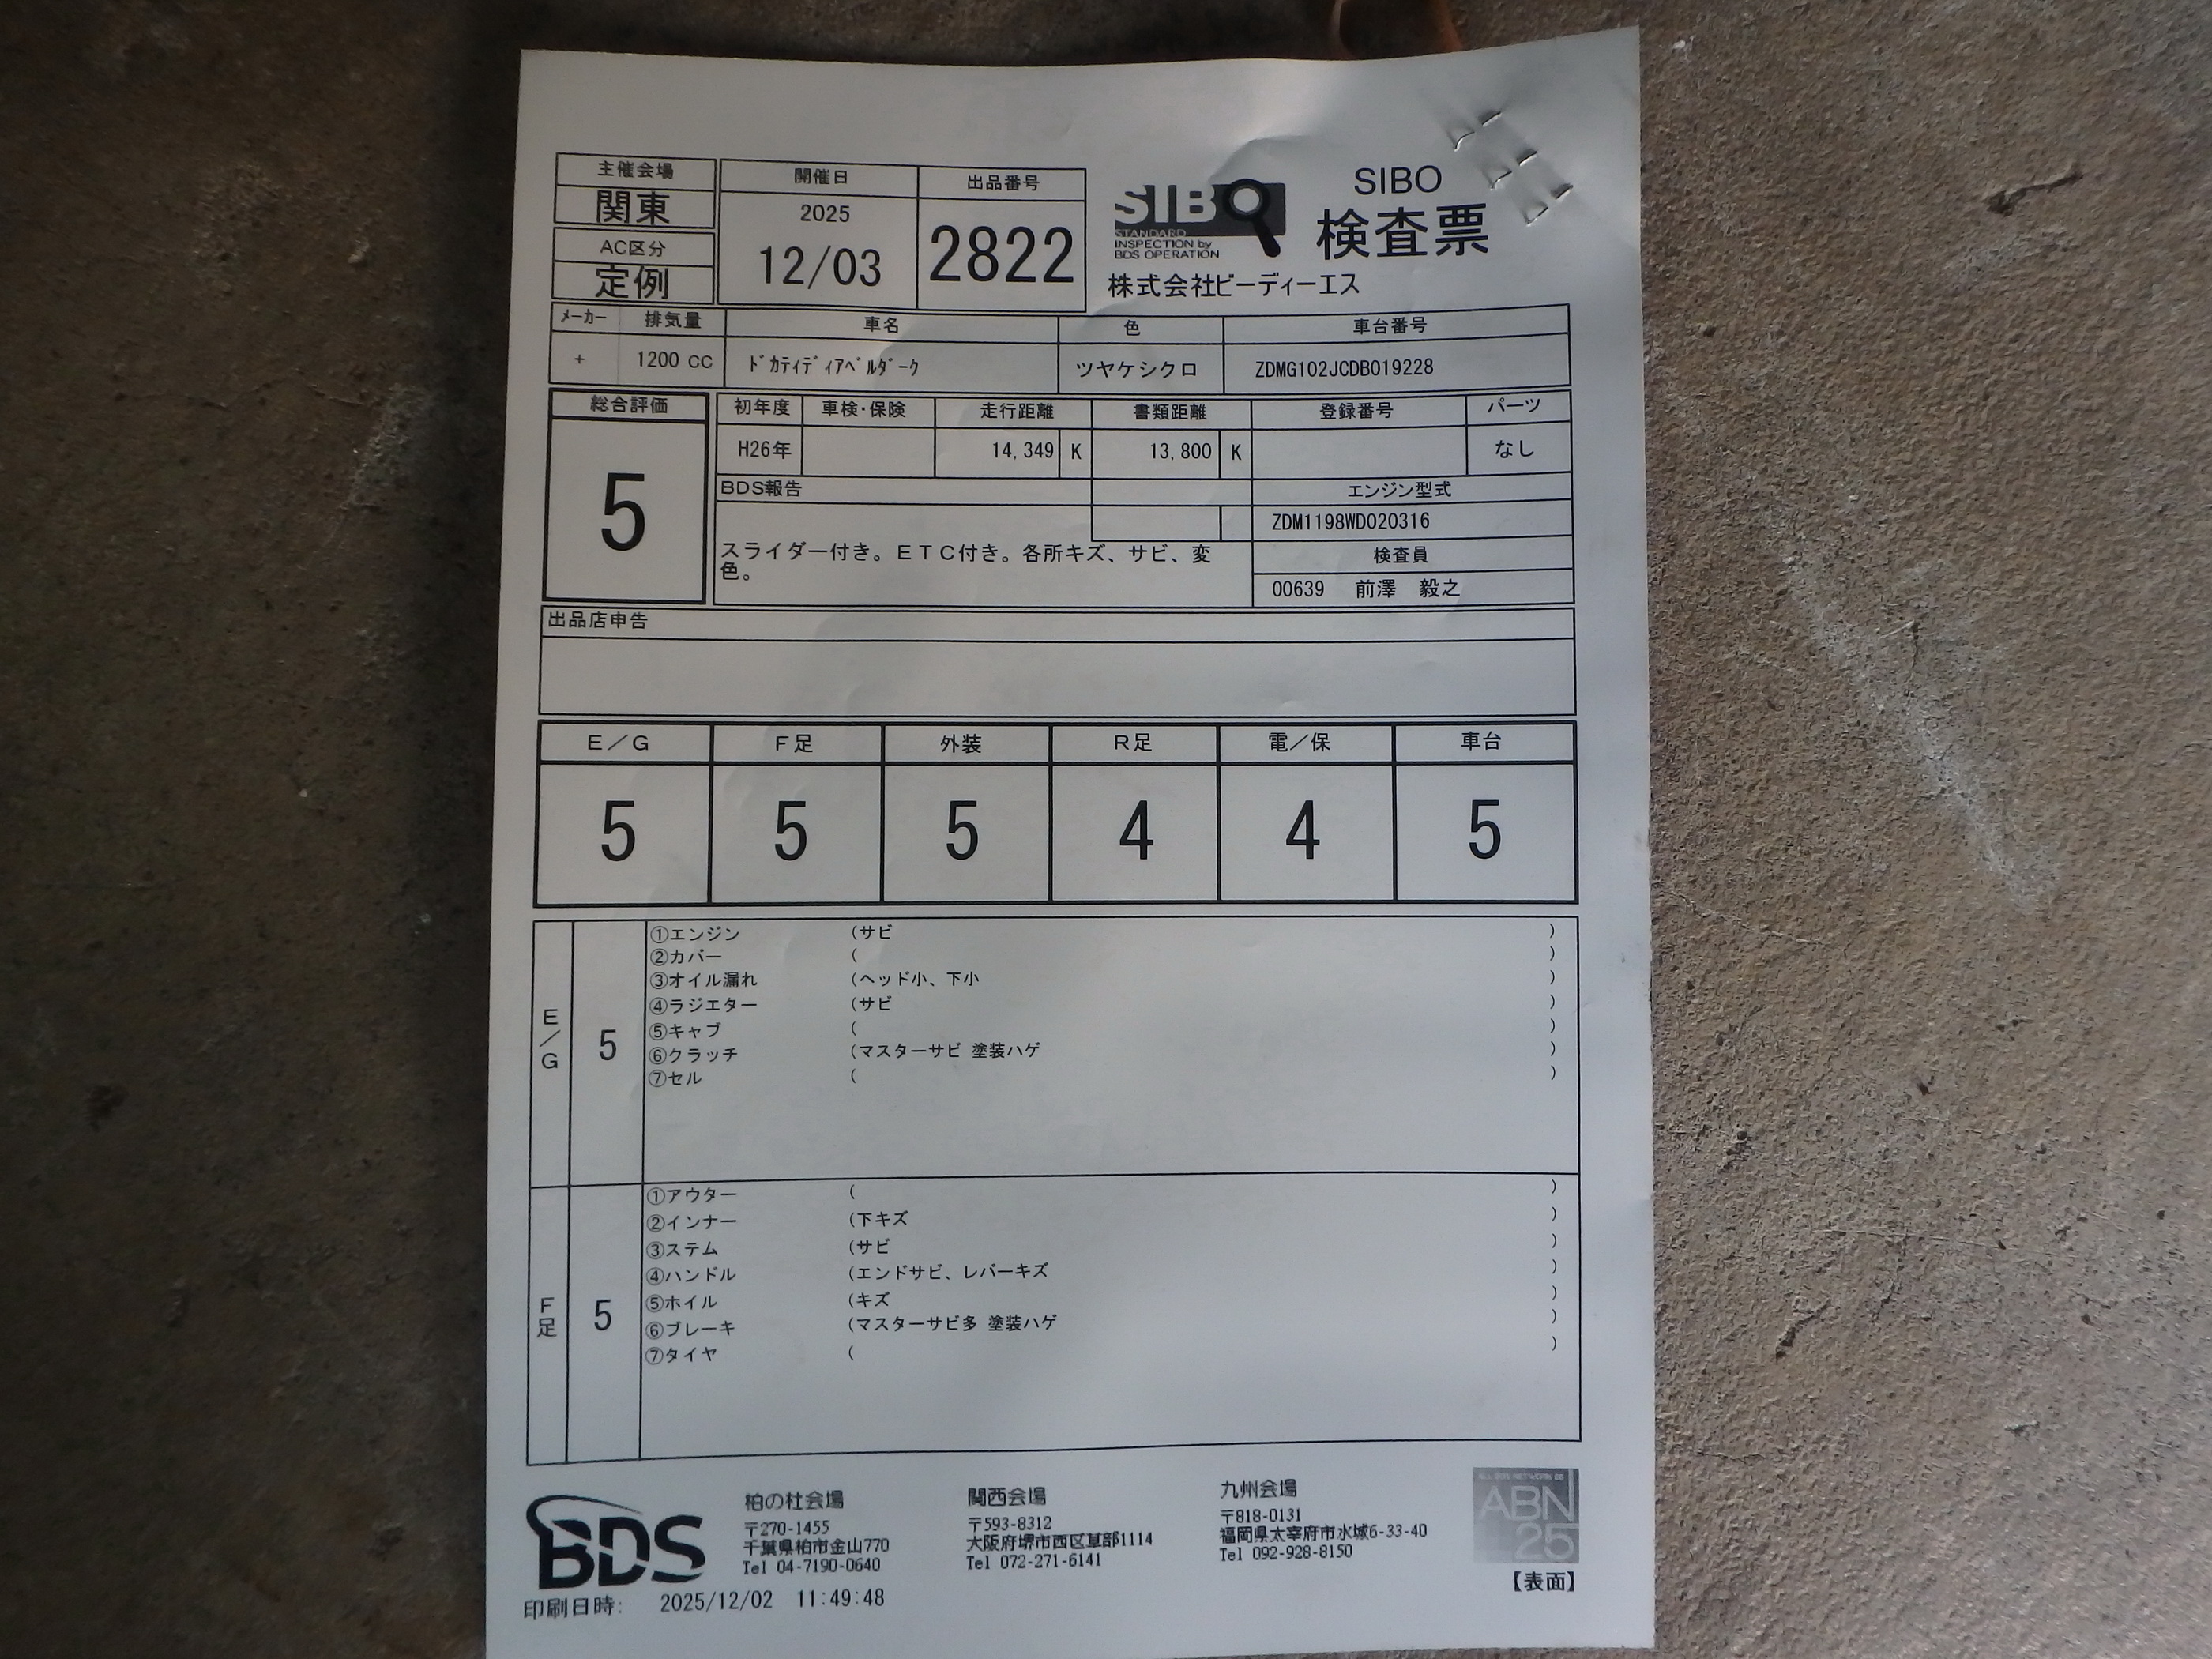 主催会場
関東
AC区分
定例
開催日
2025
12/03
出品番号
2822
SIBO
STANDARD
INSPECTION by
BDS OPERATION
SIBO
検査票
株式会社ビーディーエス
メーカー 排気量 車名 色 車台番号
+ 1200 CC ﾄﾞｶﾃｨﾃﾞｨｱﾍﾞﾙﾀﾞｰｸ ツヤケシクロ ZDMG102JCDB019228
総合評価
5
初年度 車検・保険 走行距離 書類距離 登録番号 パーツ
H26年 14,349 K 13,800 K なし
BDS報告
スライダー付き。ＥＴＣ付き。各所キズ、サビ、変
色。
エンジン型式
ZDM1198WD020316
検査員
00639 前澤 毅之
出品店申告
Ｅ／Ｇ Ｆ足 外装 Ｒ足 電／保 車台
5 5 5 4 4 5
Ｅ／Ｇ
5
①エンジン (サビ )
②カバー ( )
③オイル漏れ (ヘッド小、下小 )
④ラジエター (サビ )
⑤キャブ ( )
⑥クラッチ (マスターサビ 塗装ハゲ )
⑦セル ( )
Ｆ足
5
①アウター ( )
②インナー (下キズ )
③ステム (サビ )
④ハンドル (エンドサビ、レバーキズ )
⑤ホイル (キズ )
⑥ブレーキ (マスターサビ多 塗装ハゲ )
⑦タイヤ ( )
BDS
柏の杜会場
〒270-1455
千葉県柏市金山770
Tel 04-7190-0640
関西会場
〒593-8312
大阪府堺市西区草部1114
Tel 072-271-6141
九州会場
〒818-0131
福岡県太宰府市水城6-33-40
Tel 092-928-8150
ABN
25
【表面】
印刷日時: 2025/12/02 11:49:48